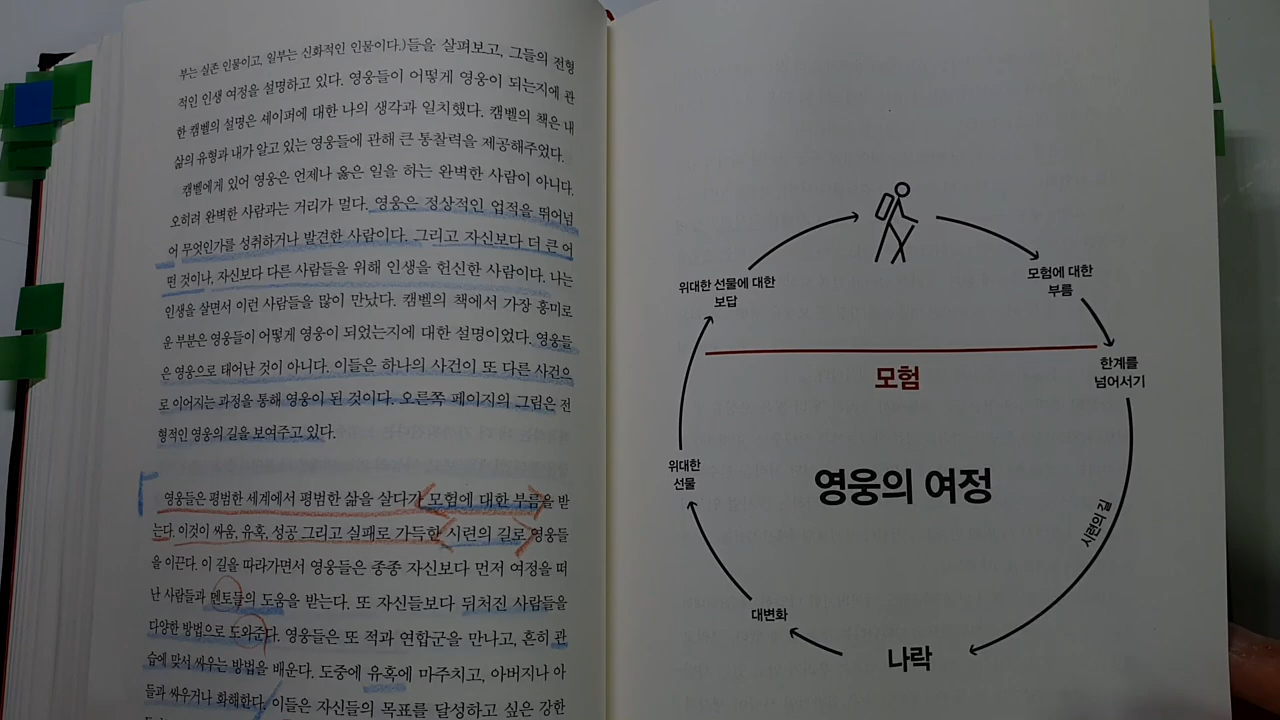 부는 실존 인물이고, 일부는 신화적인 인물이다.)들을 살펴보고, 그들의 전형
적인 인생 여정을 설명하고 있다. 영웅들이 어떻게 영웅이 되는지에 관
한 캠벨의 설명은 셰이퍼에 대한 나의 생각과 일치했다. 캠벨의 책은 내
삶의 유형과 내가 알고 있는 영웅들에 관해 큰 통찰력을 제공해주었다.
캠벨에게 있어 영웅은 언제나 옳은 일을 하는 완벽한 사람이 아니다.
오히려 완벽한 사람과는 거리가 멀다. 영웅은 정상적인 업적을 뛰어넘
어 무엇인가를 성취하거나 발견한 사람이다. 그리고 자신보다 더 큰 어
떤 것이나, 자신보다 다른 사람들을 위해 인생을 헌신한 사람이다. 나는
인생을 살면서 이런 사람들을 많이 만났다. 캠벨의 책에서 가장 흥미로
운 부분은 영웅들이 어떻게 영웅이 되었는지에 대한 설명이었다. 영웅들
은 영웅으로 태어난 것이 아니다. 이들은 하나의 사건이 또 다른 사건으
로 이어지는 과정을 통해 영웅이 된 것이다. 오른쪽 페이지의 그림은 전
형적인 영웅의 길을 보여주고 있다.
영웅들은 평범한 세계에서 평범한 삶을 살다가 모험에 대한 부름을 받
는다. 이것이 싸움, 유혹, 성공 그리고 실패로 가득한 시련의 길로 영웅들
을 이끈다. 이 길을 따라가면서 영웅들은 종종 자신보다 먼저 여정을 떠
난 사람들과 멘토들의 도움을 받는다. 또 자신들보다 뒤처진 사람들을
다양한 방법으로 도와준다. 영웅들은 또 적과 연합군을 만나고, 흔히 관
습에 맞서 싸우는 방법을 배운다. 도중에 유혹에 마주치고, 아버지나 아
들과 싸우거나 화해한다. 이들은 자신들의 목표를 달성하고 싶은 강한
모험에 대한
부름
한계를
넘어서기
시련의 길
나락
대변화
위대한
선물
위대한 선물에 대한
보답
모험
영웅의 여정